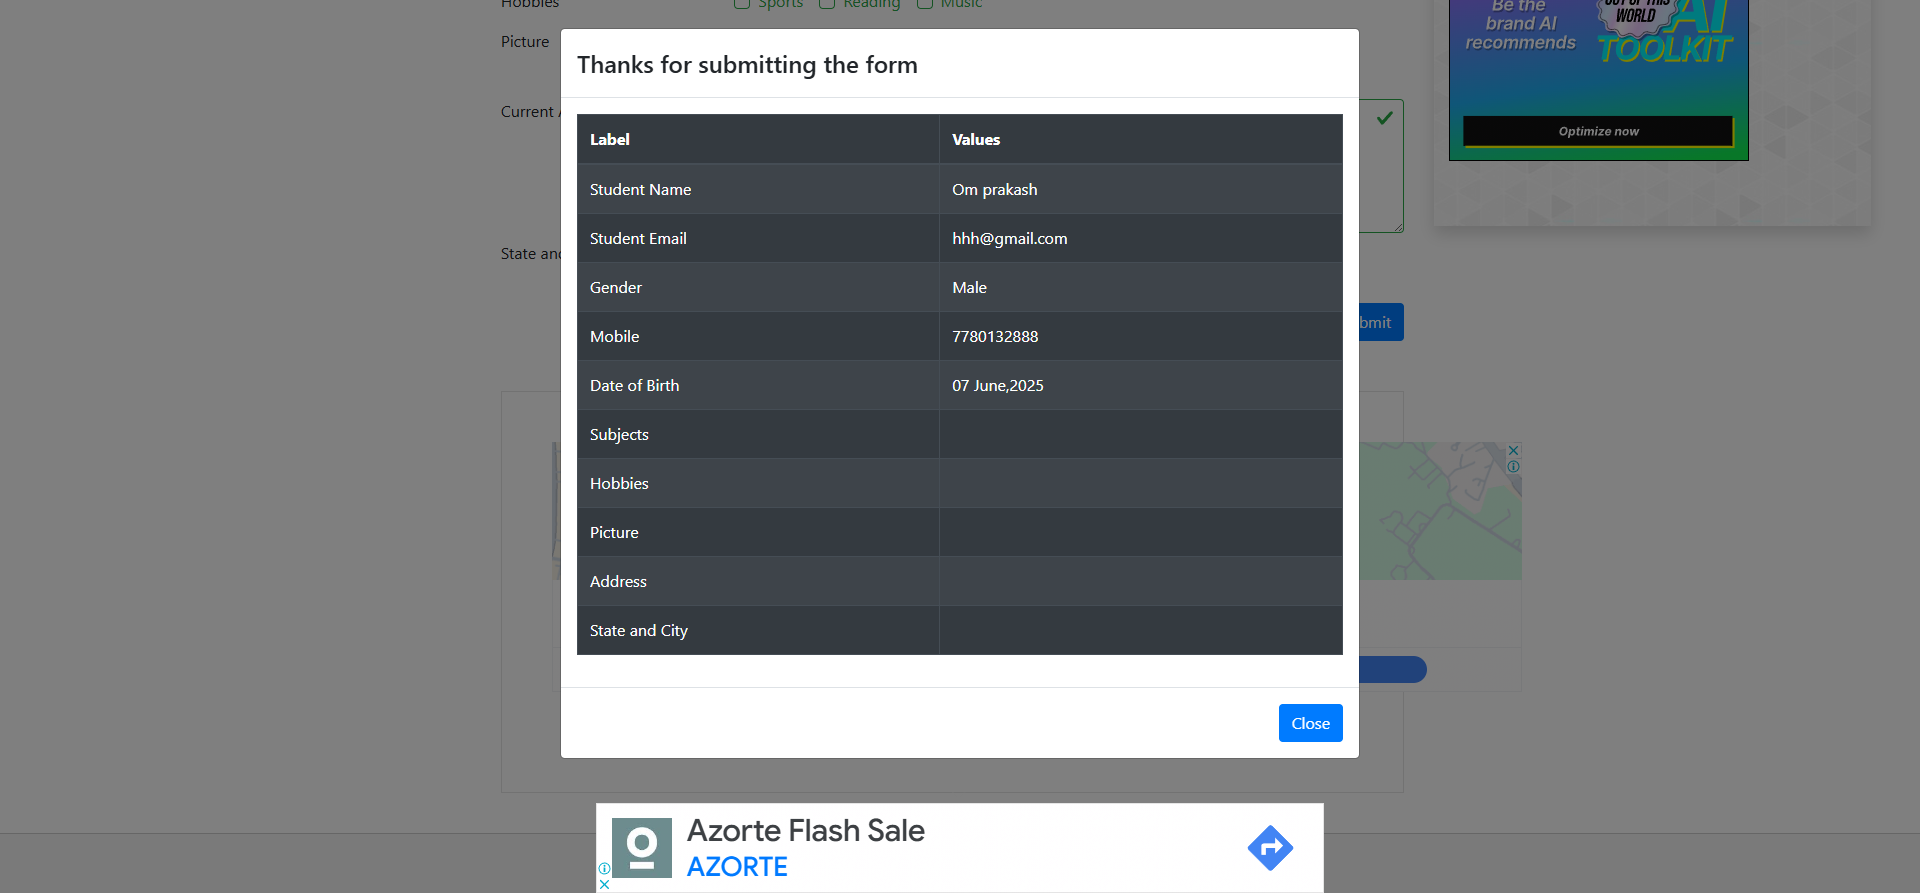 Hobbies
Sports Reading Music
Picture
Current
State and
bmit
Thanks for submitting the form
Label Values
Student Name Om prakash
Student Email hhh@gmail.com
Gender Male
Mobile 7780132888
Date of Birth 07 June,2025
Subjects
Hobbies
Picture
Address
State and City
Close
Be the
brand AI
recommends
OUT OF THIS
WORLD
AI
TOOLKIT
Optimize now
Azorte Flash Sale
AZORTE